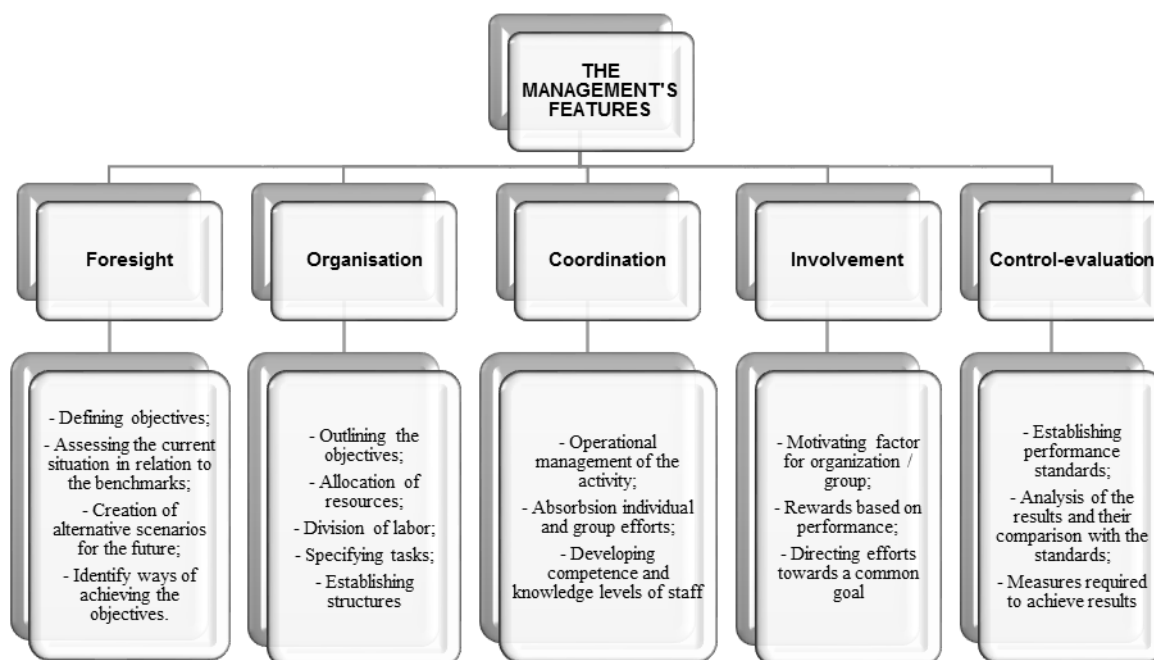 THE
MANAGEMENT'S
FEATURES
Foresight
Organisation
Coordination
Involvement
Control-evaluation
- Defining objectives;
- Assessing the current
situation in relation to
the benchmarks;
- Creation of
alternative scenarios
for the future;
- Identify ways of
achieving the
objectives.
- Outlining the
objectives;
- Allocation of
resources;
- Division of labor;
- Specifying tasks;
- Establishing
structures
- Operational
management of the
activity;
- Absorbsion individual
and group efforts;
- Developing
competence and
knowledge levels of staff
- Motivating factor
for organization /
group;
- Rewards based on
performance;
- Directing efforts
towards a common
goal
- Establishing
performance
standards;
- Analysis of the
results and their
comparison with the
standards;
- Measures required
to achieve results